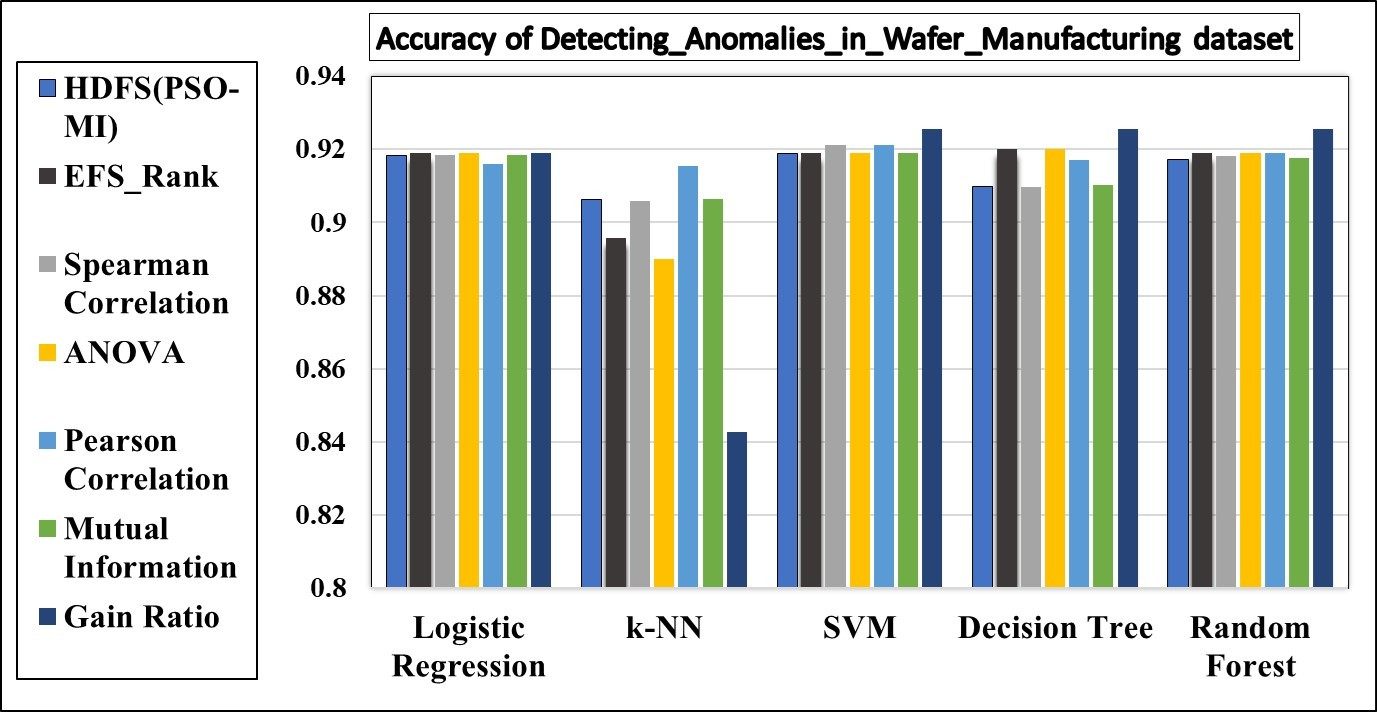 Accuracy of Detecting_Anomalies_in_Wafer_Manufacturing dataset
HDFS(PSO-
MI)
EFS_Rank
Spearman
Correlation
ANOVA
Pearson
Correlation
Mutual
Information
Gain Ratio
0.94
0.92
0.9
0.88
0.86
0.84
0.82
0.8
Logistic
Regression
k-NN
SVM
Decision Tree
Random
Forest